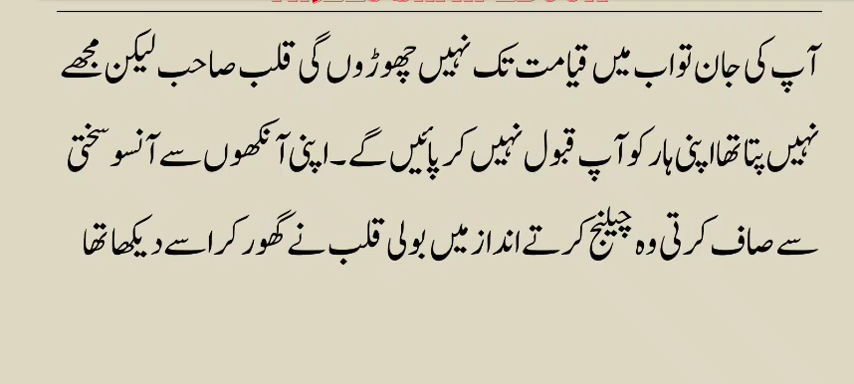 آپ کی جان تو اب میں قیامت تک نہیں چھوڑوں گی قلب صاحب لیکن مجھے
نہیں پتا تھا اپنی ہار کو آپ قبول نہیں کر پائیں گے۔ اپنی آنکھوں سے آنسو سختی
سے صاف کرتی وہ چیلنج کرتے انداز میں بولی قلب نے گھور کر اسے دیکھا تھا